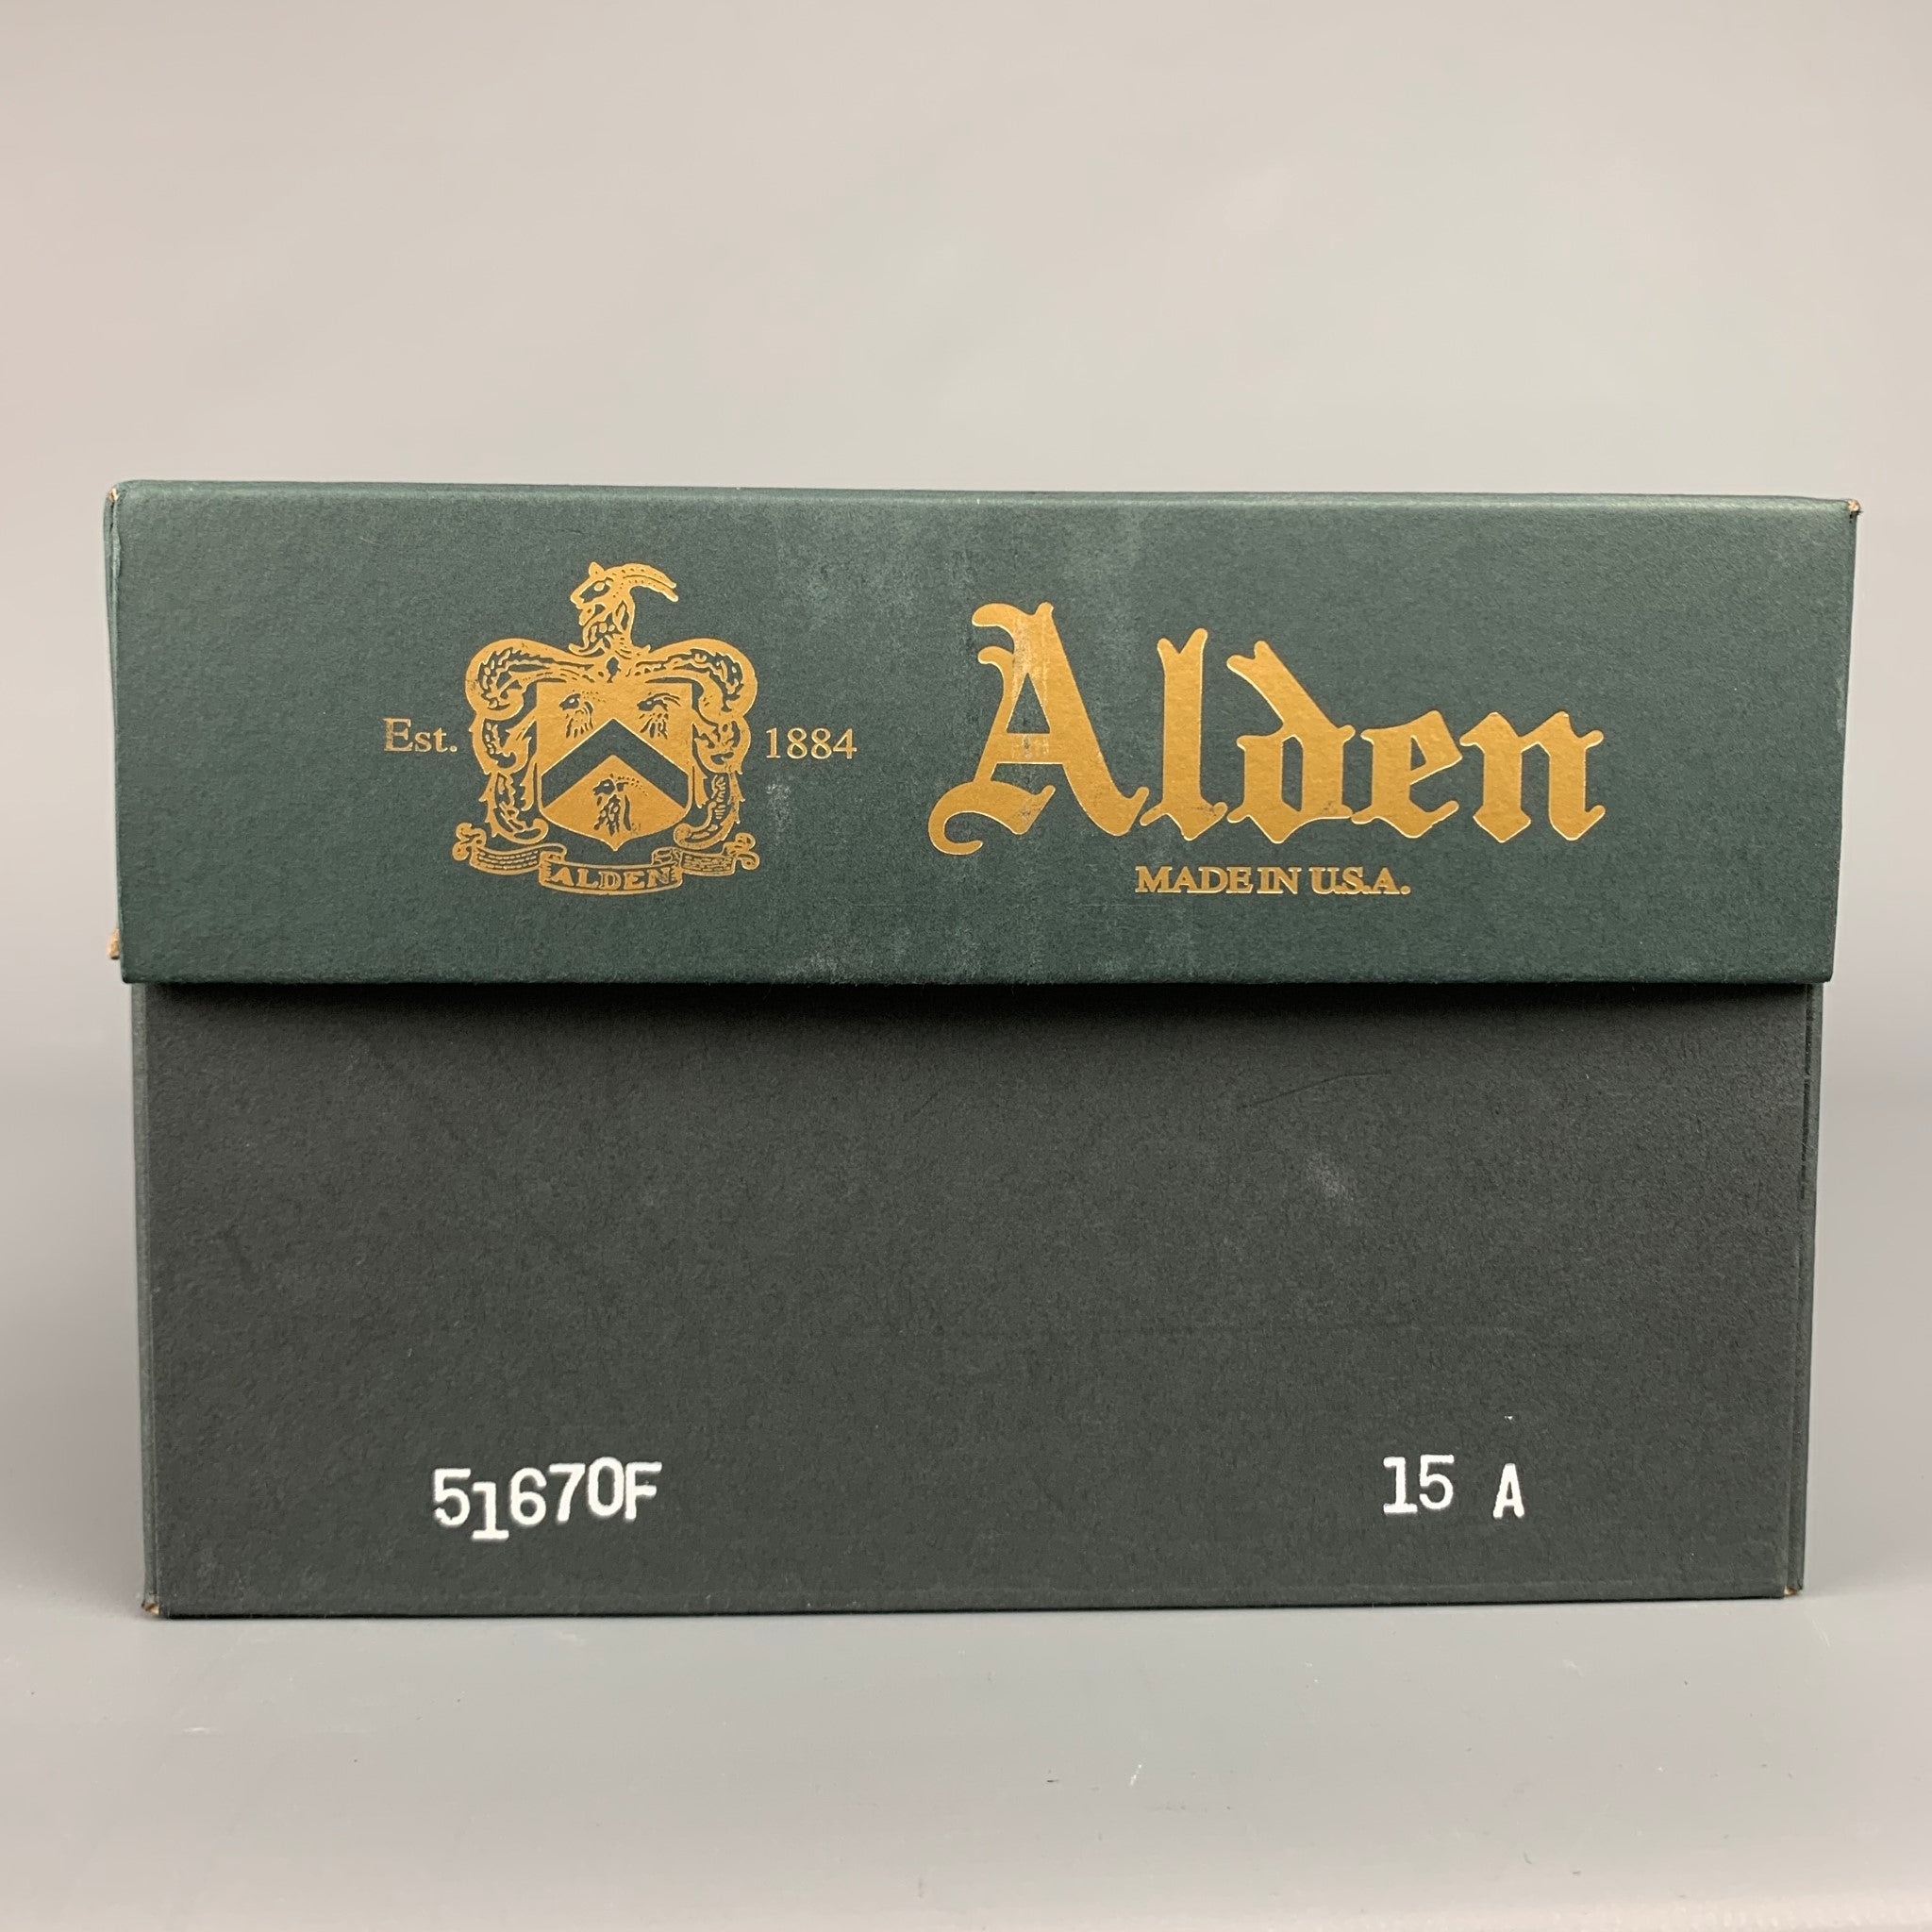 Est. 1884 Alden
ALDEN MADE IN U.S.A.
51670F 15 A